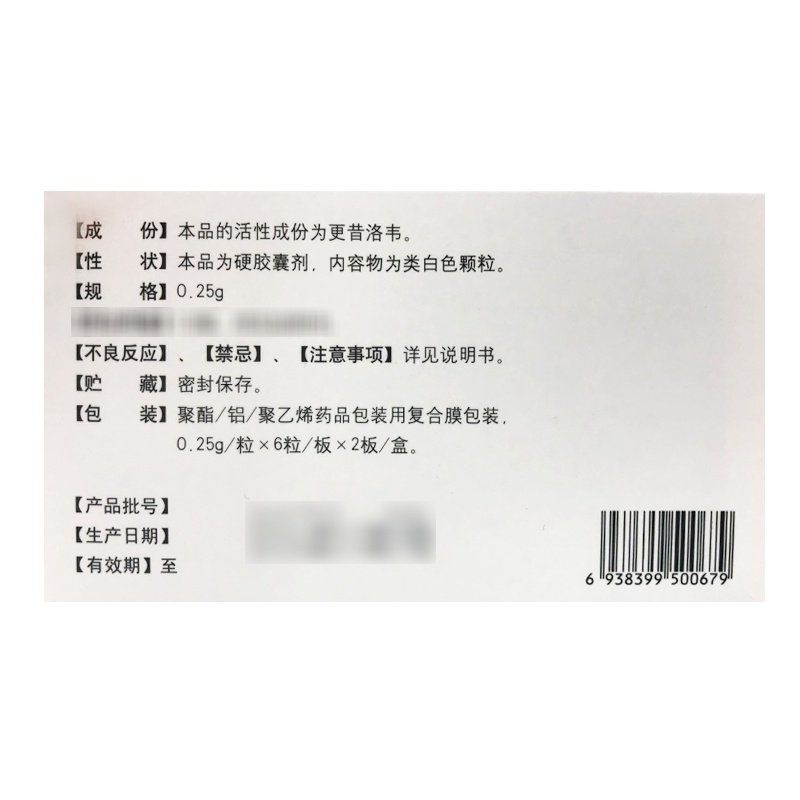 【成 份】本品的活性成份为更昔洛韦。
【性 状】本品为硬胶囊剂，内容物为类白色颗粒。
【规 格】0.25g
【不良反应】、【禁忌】、【注意事项】详见说明书。
【贮 藏】密封保存。
【包 装】聚酯/铝/聚乙烯药品包装用复合膜包装，
0.25g/粒×6粒/板×2板/盒。
【产品批号】
【生产日期】
【有效期】至
6 938399 500679